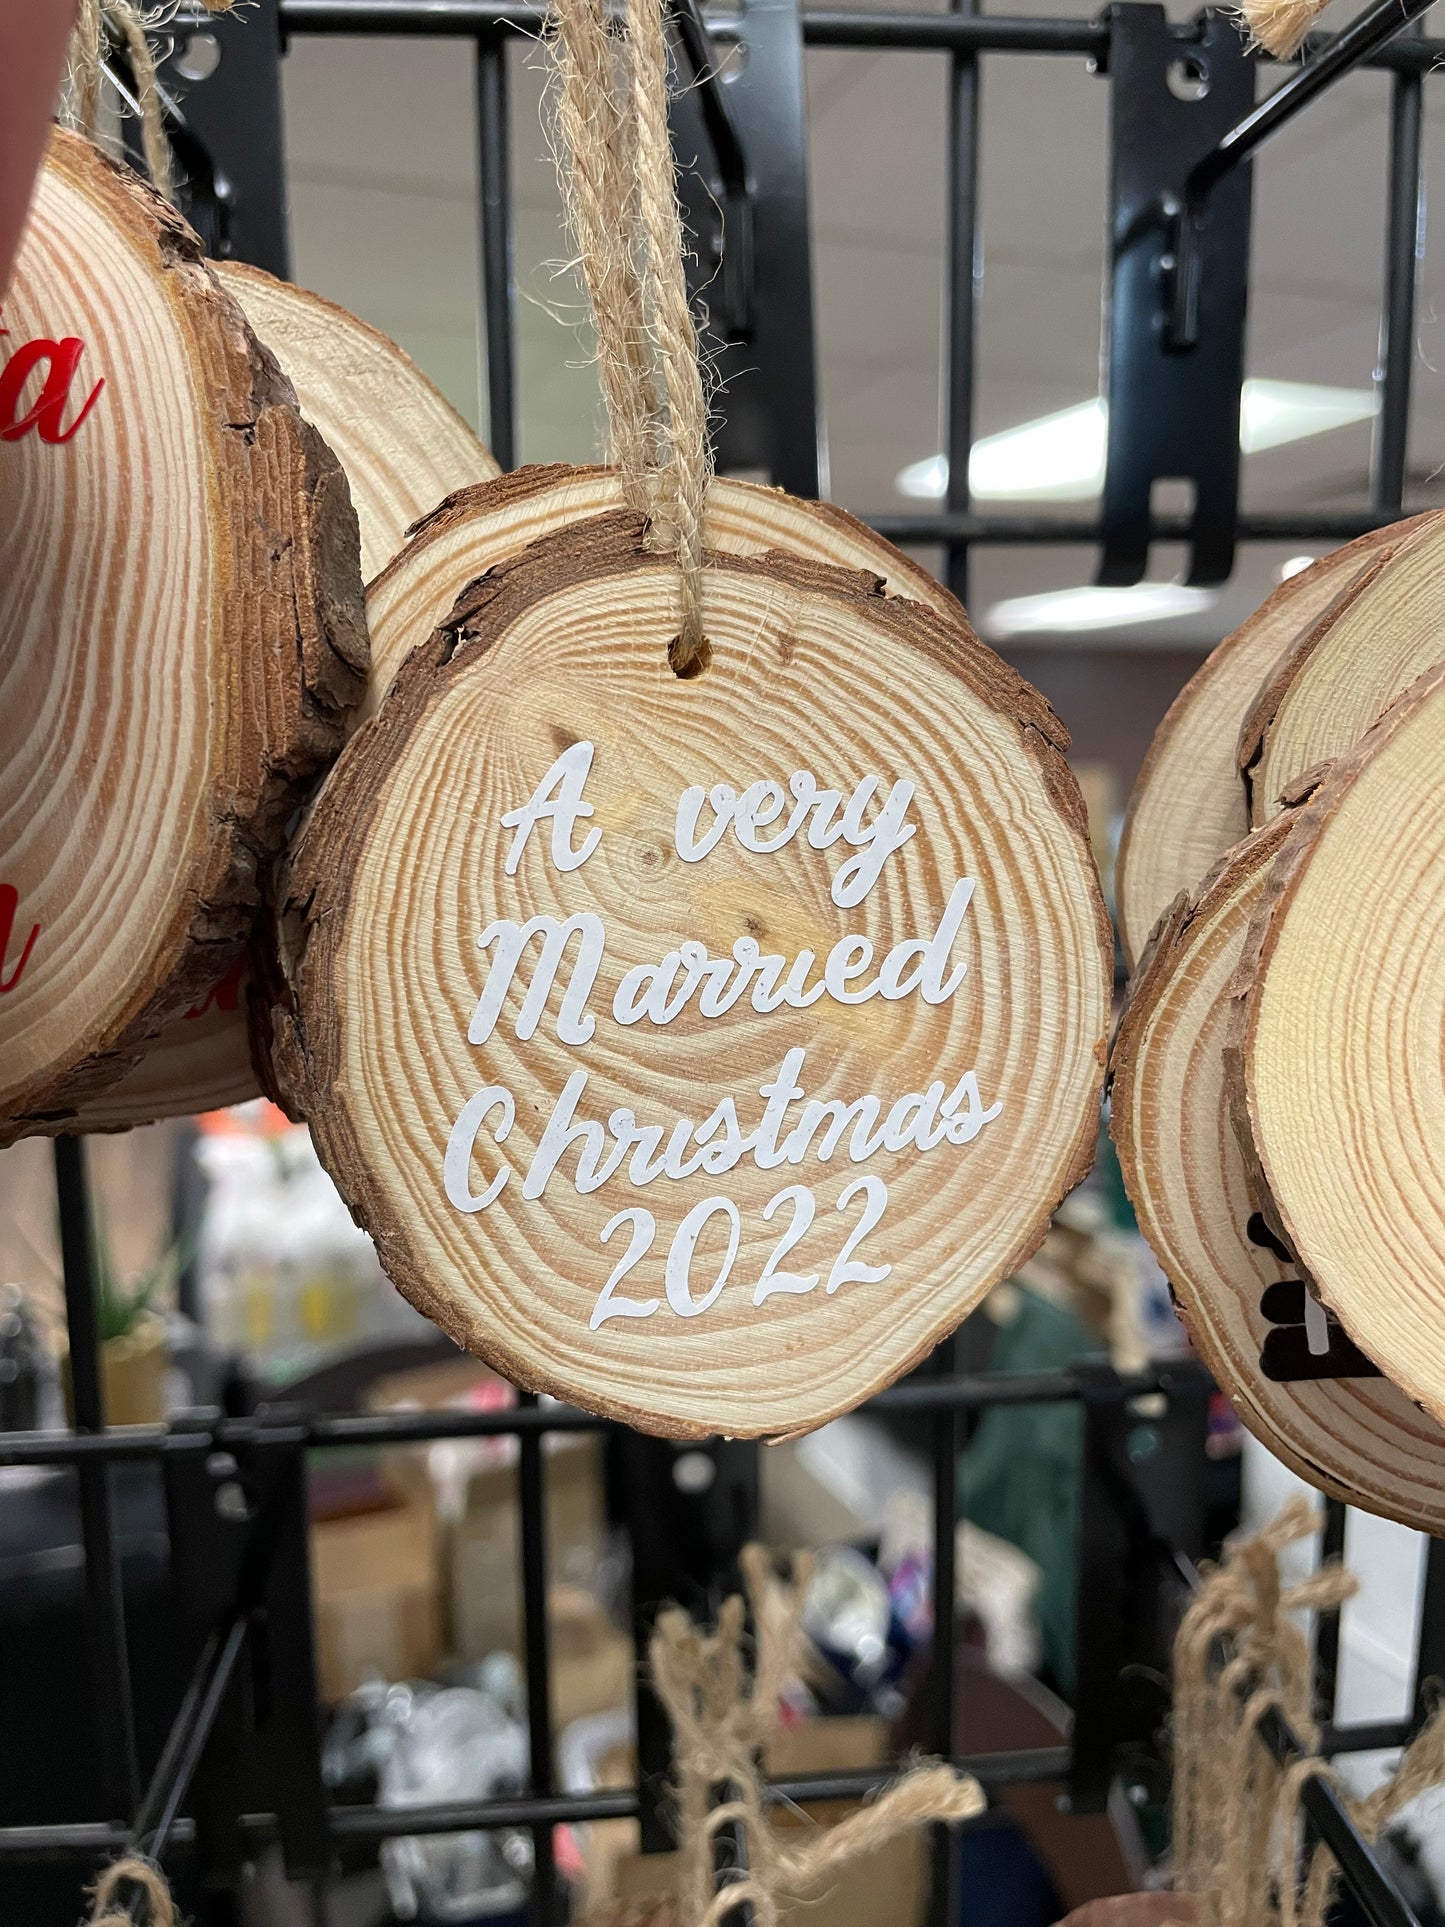 A very
Married
Christmas
2022